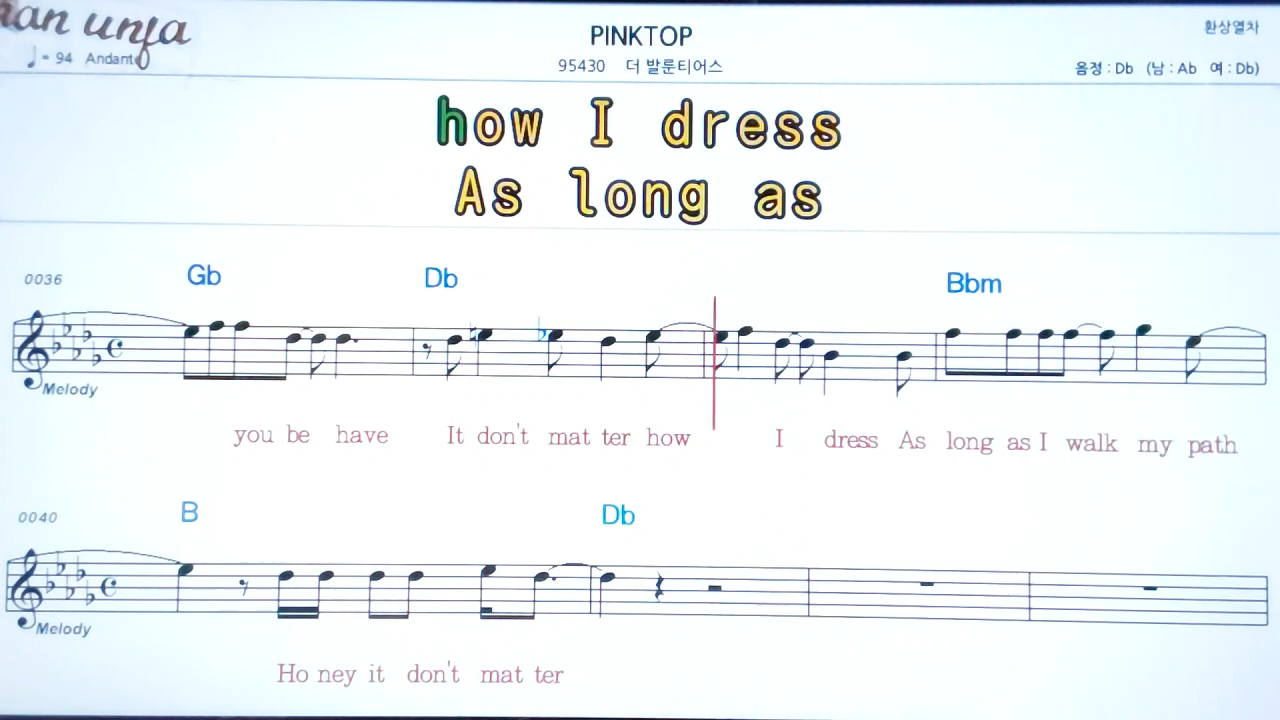 PINKTOP
환상열차
♩= 94 Andante
95430 더 발룬티어스
음정 : Db (남 : Ab 여 : Db)
how I dress
As long as
0036
Gb Db Bbm
Melody
you be have It don't mat ter how I dress As long as I walk my path
0040
B Db
Melody
Ho ney it don't mat ter